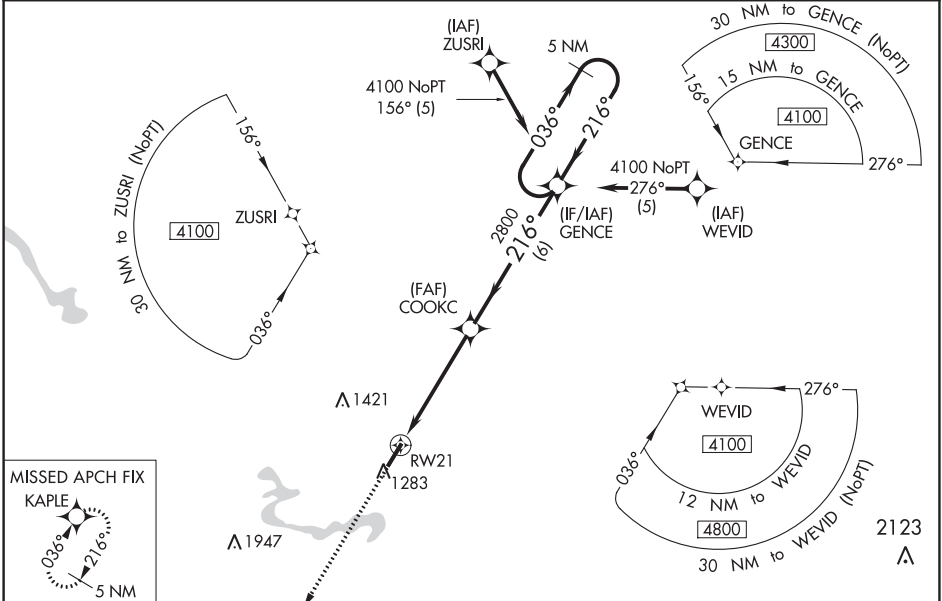 (IAF)
ZUSRI
4100 NoPT
156° (5)
5 NM
036°
216°
30 NM to GENCE (NoPT)
4300
15 NM to GENCE
4100
156°
GENCE
276°
156°
30 NM to ZUSRI (NoPT)
ZUSRI
4100
036°
4100 NoPT
276°
(5)
(IF/IAF)
GENCE
(IAF)
WEVID
2800
216°
(6)
(FAF)
COOKC
1421
RW21
1283
1947
276°
WEVID
4100
036°
12 NM to WEVID
4800
30 NM to WEVID (NoPT)
2123
MISSED APCH FIX
KAPLE
036°
216°
5 NM